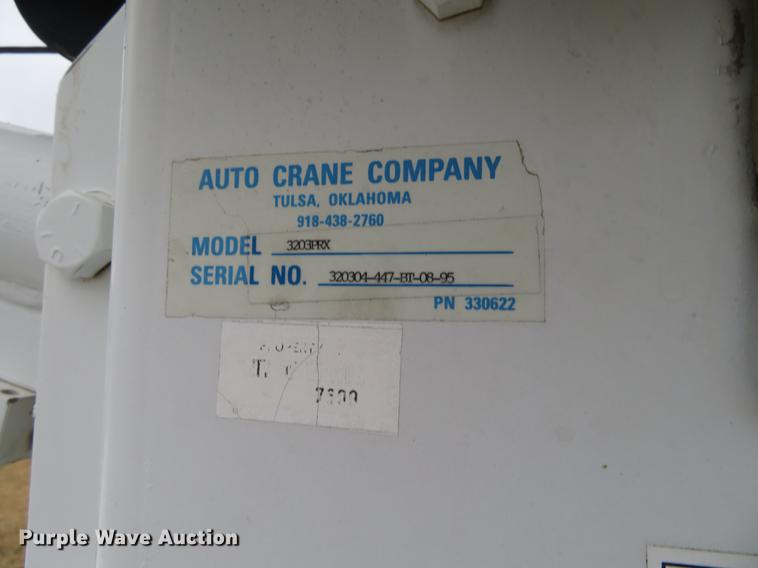 AUTO CRANE COMPANY
TULSA, OKLAHOMA
918-438-2760
MODEL 3203PRX
SERIAL NO. 320304-447-BT-08-95
PN 330622
Purple Wave Auction